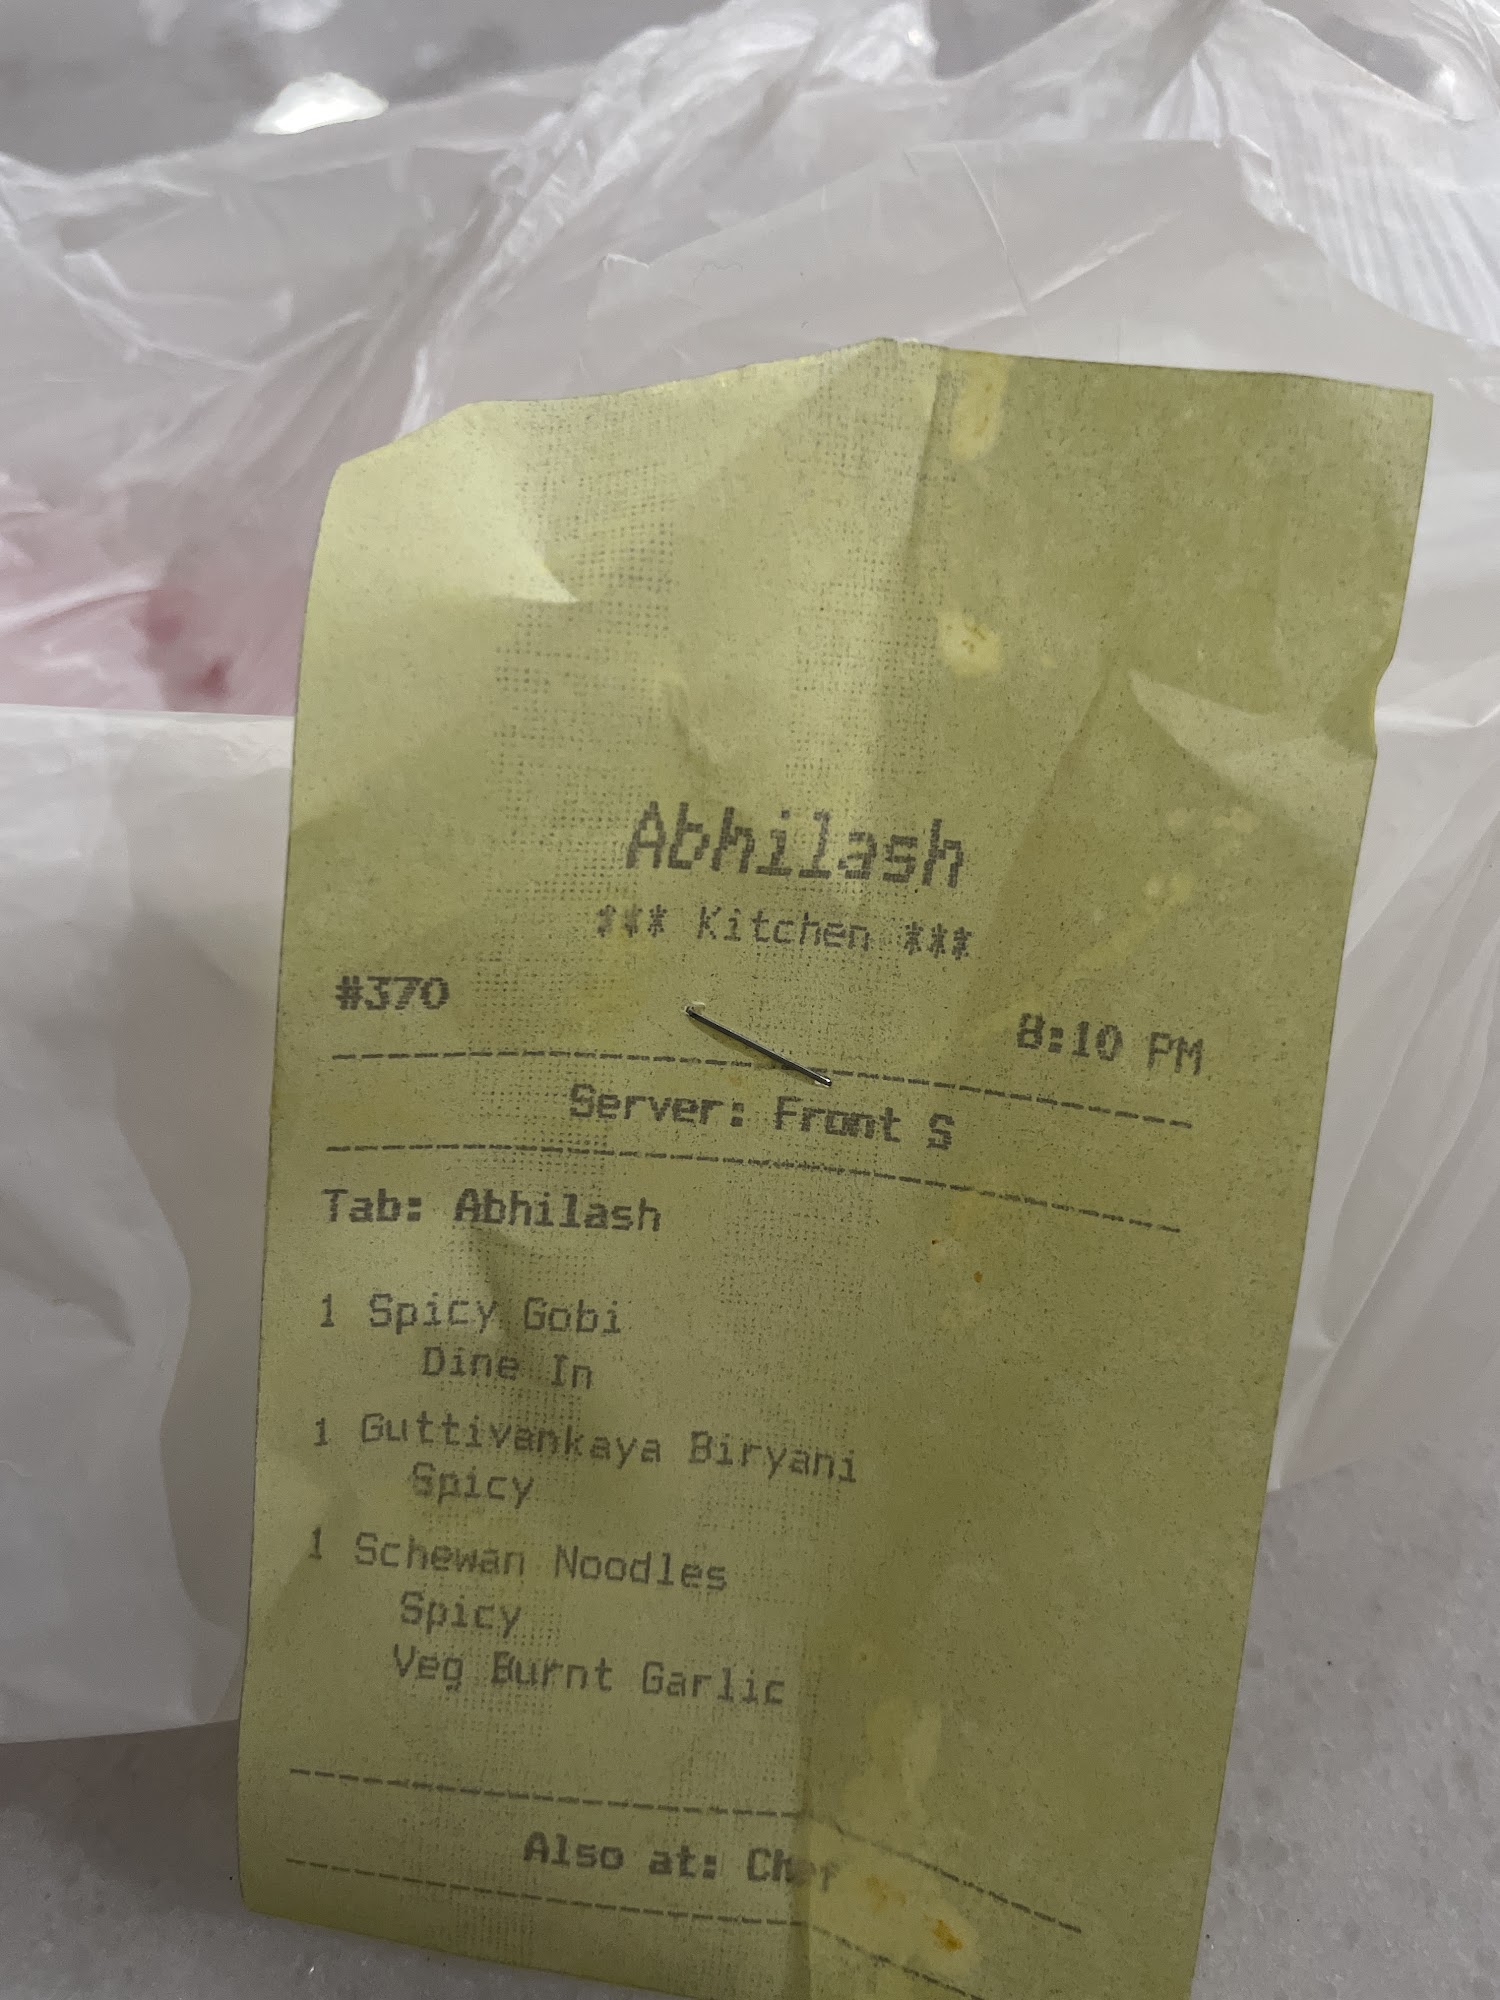 Abhilash
*** Kitchen ***
#370 8:10 PM
Server: Front S
Tab: Abhilash
1 Spicy Gobi
Dine In
1 Guttivankaya Biryani
Spicy
1 Schewan Noodles
Spicy
Veg Burnt Garlic
Also at: Chef